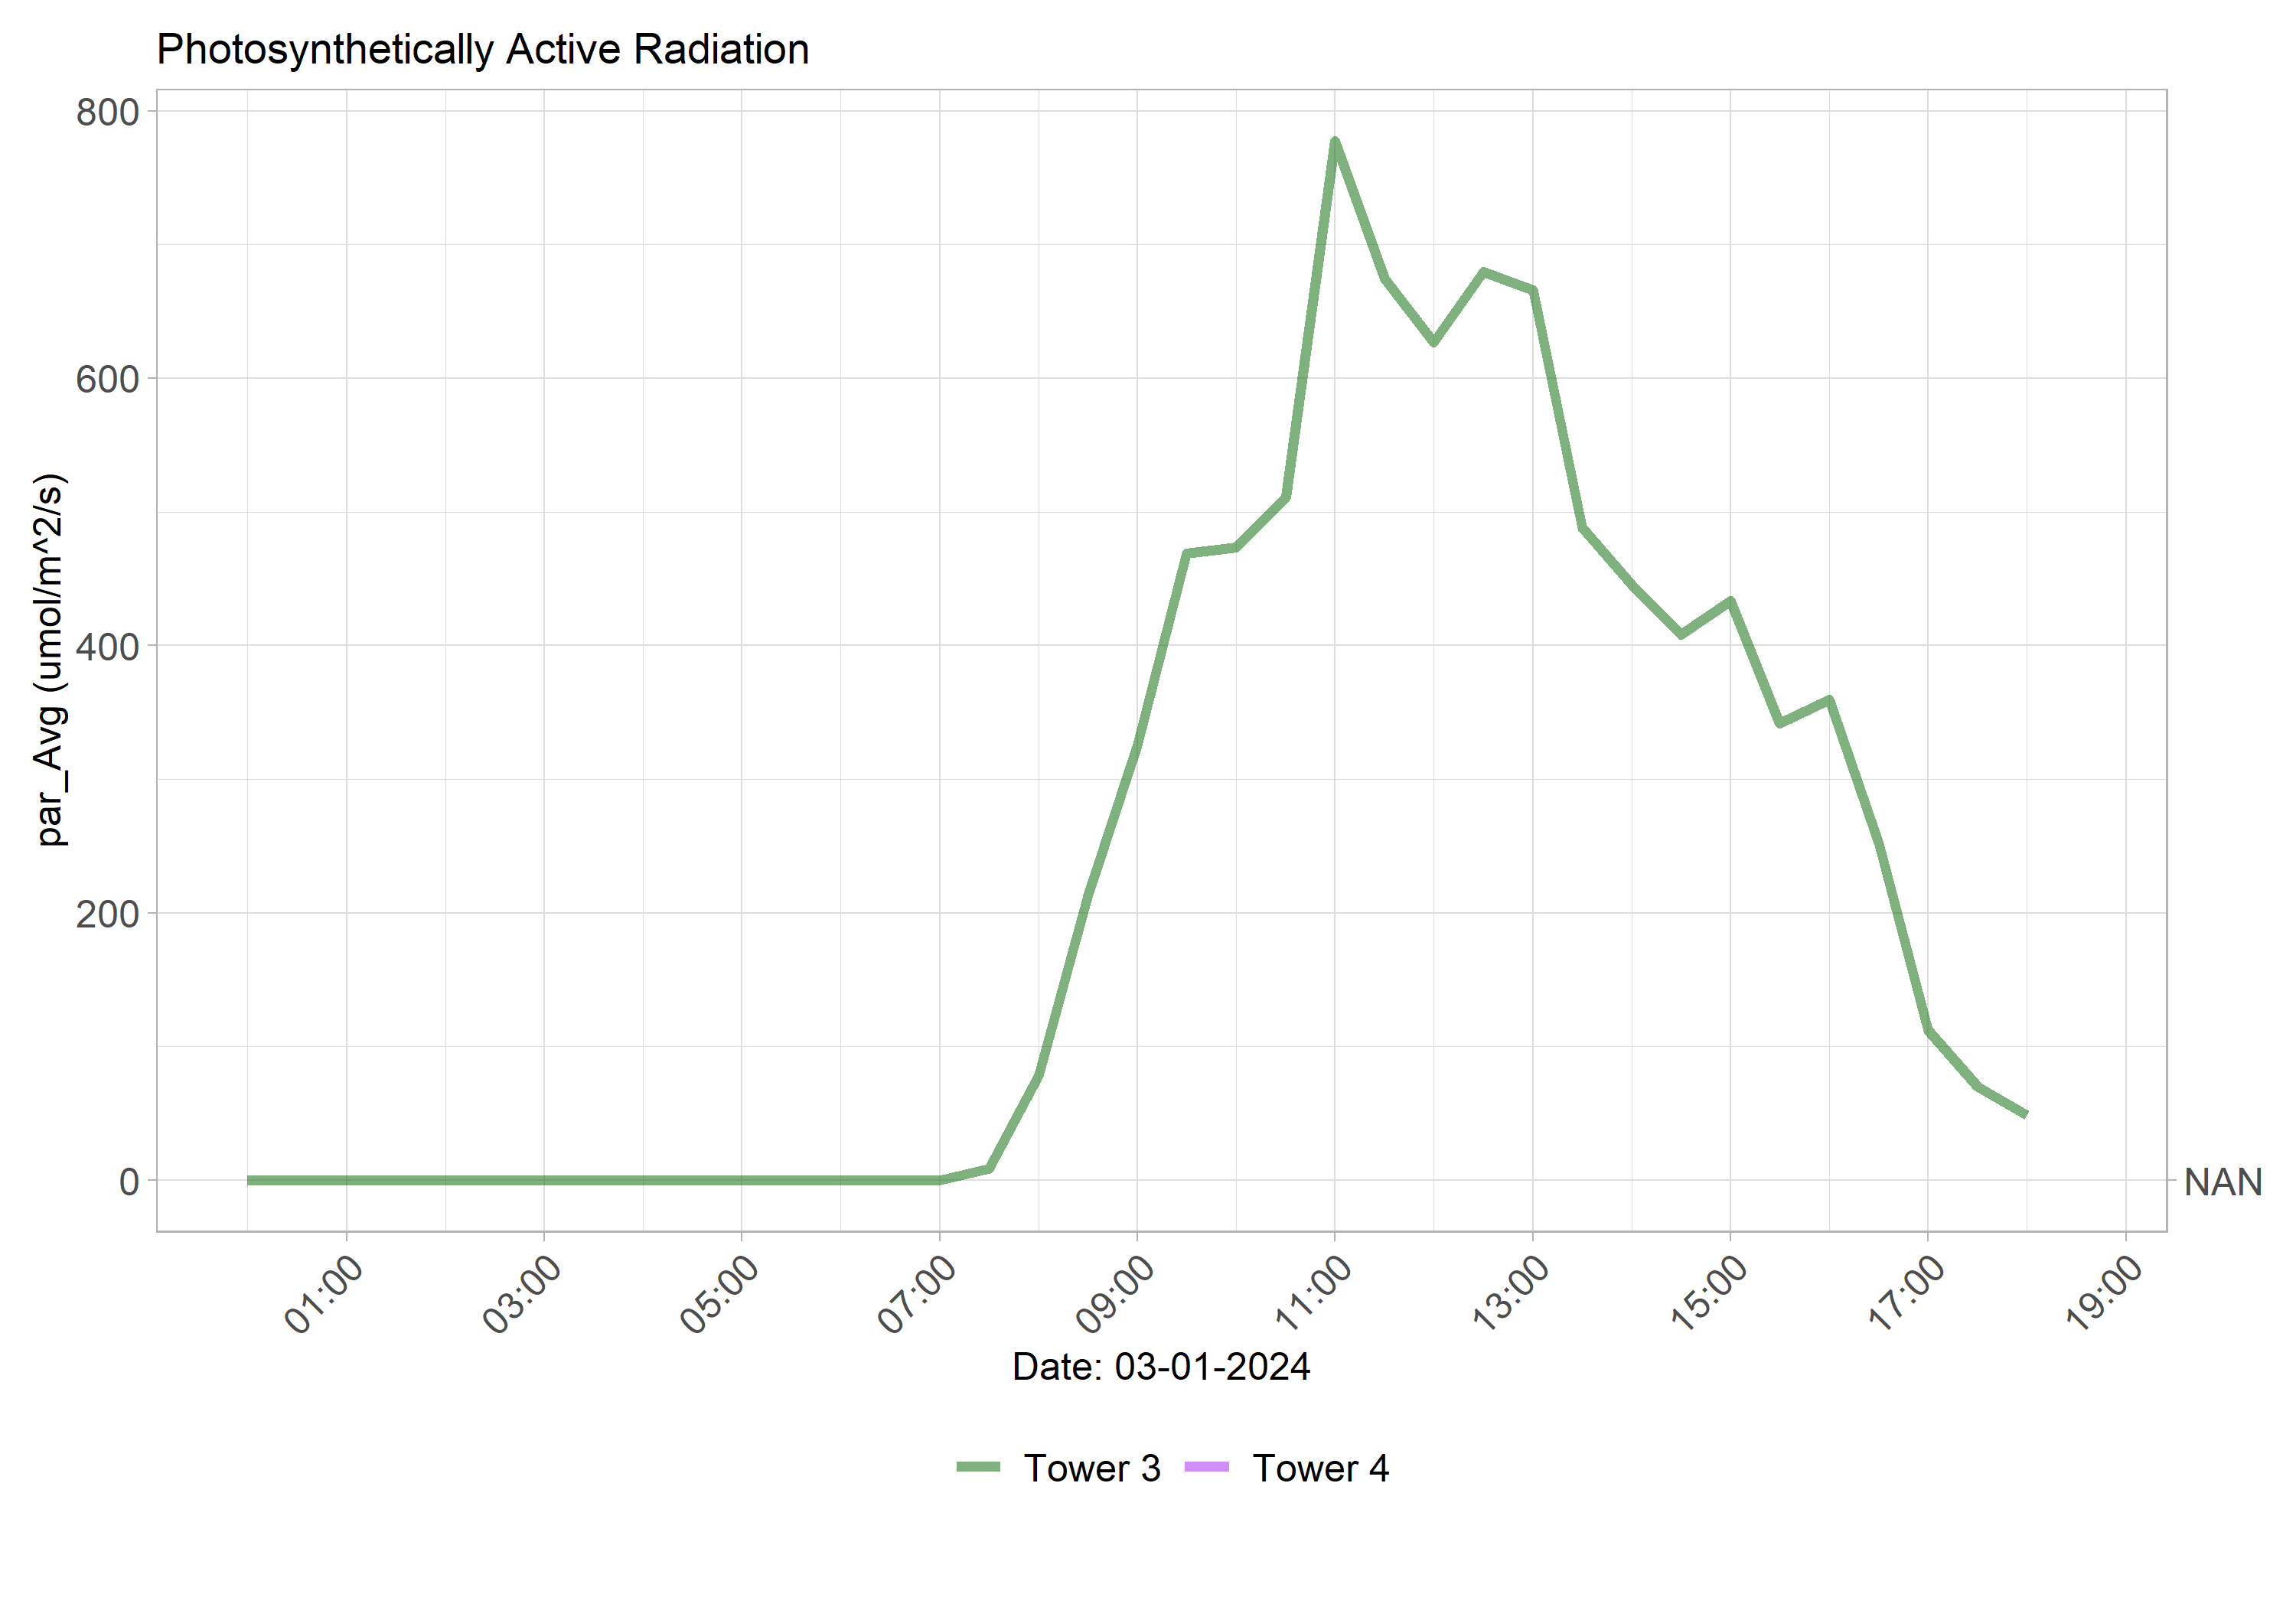 Photosynthetically Active Radiation
800
600
400
200
0
par_Avg (umol/m^2/s)
NAN
01:00 03:00 05:00 07:00 09:00 11:00 13:00 15:00 17:00 19:00
Date: 03-01-2024
Tower 3 Tower 4